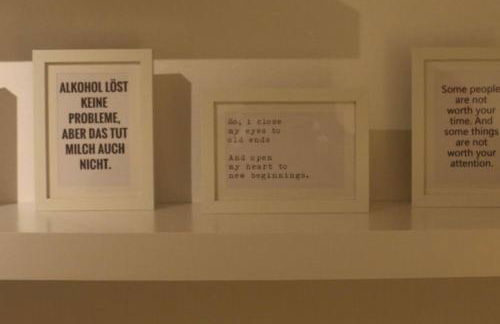 ALKOHOL LÖST
KEINE
PROBLEME,
ABER DAS TUT
MILCH AUCH
NICHT.
So, i close
my eyes to
old ends
And open
my heart to
new beginnings.
Some people
are not
worth your
time. And
some things
are not
worth your
attention.